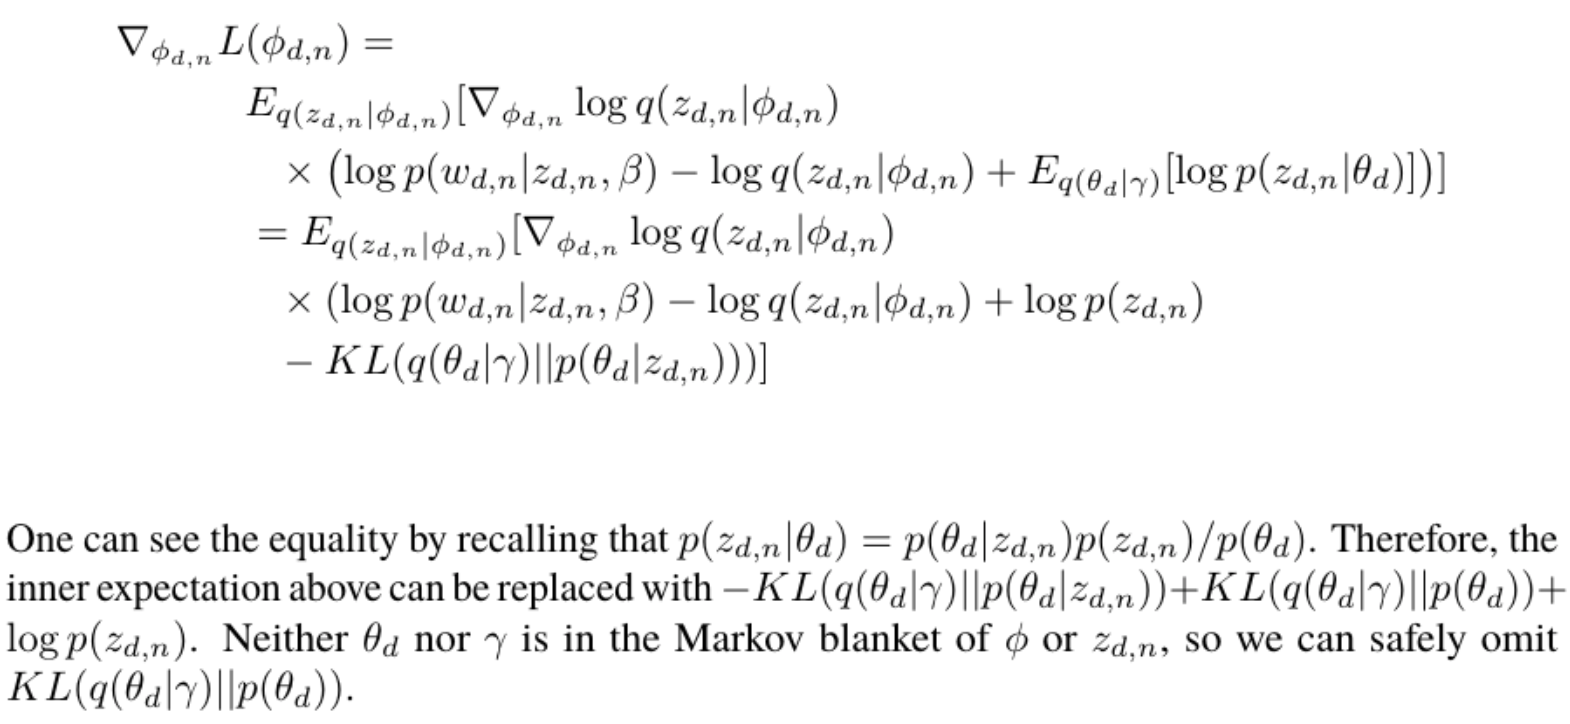 ∇_{ϕ_{d,n}} L(ϕ_{d,n}) =
E_{q(z_{d,n}|ϕ_{d,n})}[∇_{ϕ_{d,n}} log q(z_{d,n}|ϕ_{d,n})
× (log p(w_{d,n}|z_{d,n}, β) − log q(z_{d,n}|ϕ_{d,n}) + E_{q(θ_d|γ)}[log p(z_{d,n}|θ_d)])]
= E_{q(z_{d,n}|ϕ_{d,n})}[∇_{ϕ_{d,n}} log q(z_{d,n}|ϕ_{d,n})
× (log p(w_{d,n}|z_{d,n}, β) − log q(z_{d,n}|ϕ_{d,n}) + log p(z_{d,n})
− KL(q(θ_d|γ)||p(θ_d|z_{d,n})))]
One can see the equality by recalling that p(z_{d,n}|θ_d) = p(θ_d|z_{d,n})p(z_{d,n})/p(θ_d). Therefore, the
inner expectation above can be replaced with −KL(q(θ_d|γ)||p(θ_d|z_{d,n}))+KL(q(θ_d|γ)||p(θ_d))+
log p(z_{d,n}). Neither θ_d nor γ is in the Markov blanket of ϕ or z_{d,n}, so we can safely omit
KL(q(θ_d|γ)||p(θ_d)).